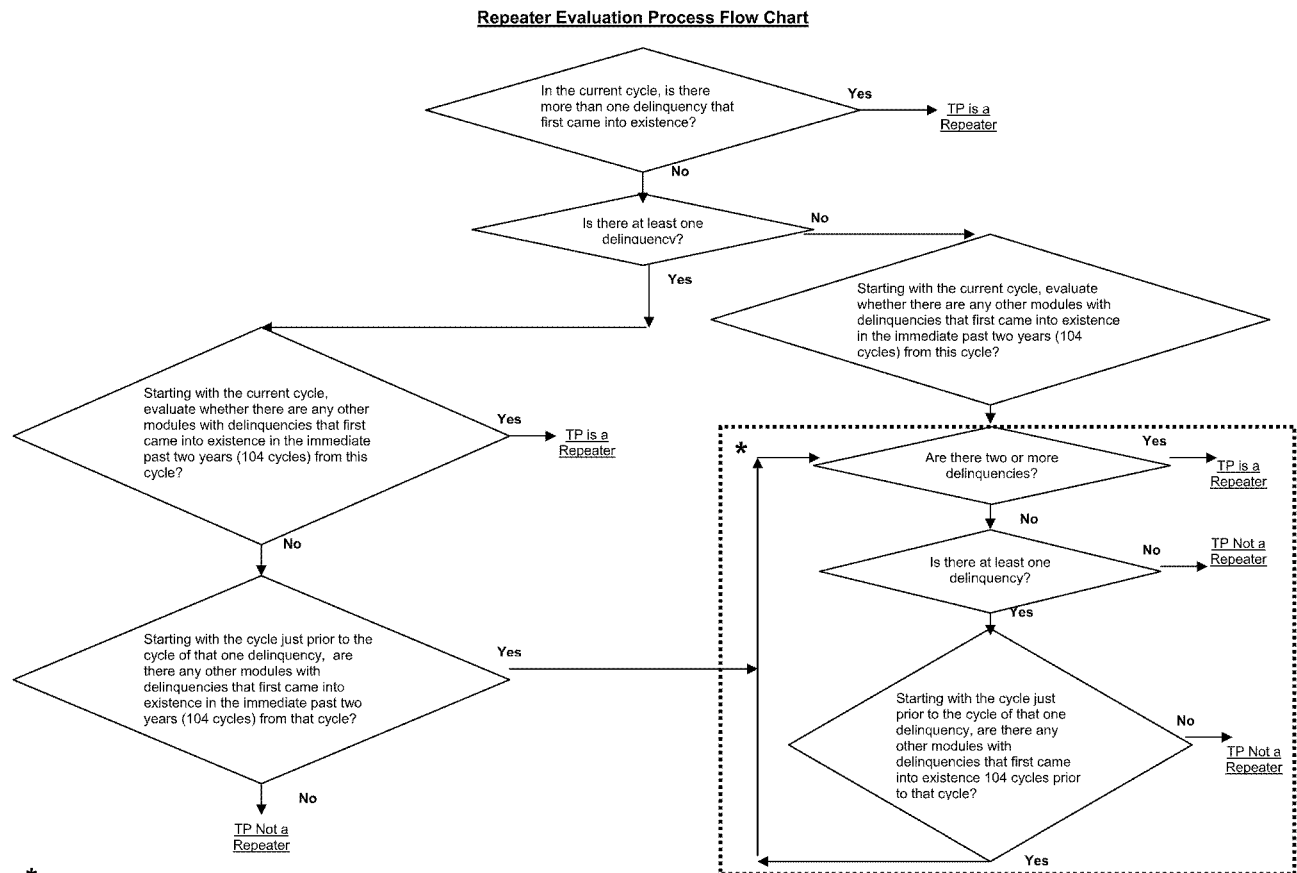 Repeater Evaluation Process Flow Chart
In the current cycle, is there
more than one delinquency that
first came into existence?
Yes
TP is a
Repeater
No
Is there at least one
delinquency?
No
Yes
Starting with the current cycle, evaluate
whether there are any other modules with
delinquencies that first came into existence
in the immediate past two years (104
cycles) from this cycle?
Starting with the current cycle,
evaluate whether there are any other
modules with delinquencies that first
came into existence in the immediate
past two years (104 cycles) from this
cycle?
Yes
TP is a
Repeater
No
Starting with the cycle just prior to the
cycle of that one delinquency, are
there any other modules with
delinquencies that first came into
existence in the immediate past two
years (104 cycles) from that cycle?
Yes
No
TP Not a
Repeater
*
*
Are there two or more
delinquencies?
Yes
TP is a
Repeater
No
Is there at least one
delinquency?
No
TP Not a
Repeater
Yes
Starting with the cycle just
prior to the cycle of that one
delinquency, are there any
other modules with
delinquencies that first came
into existence 104 cycles prior
to that cycle?
No
TP Not a
Repeater
Yes